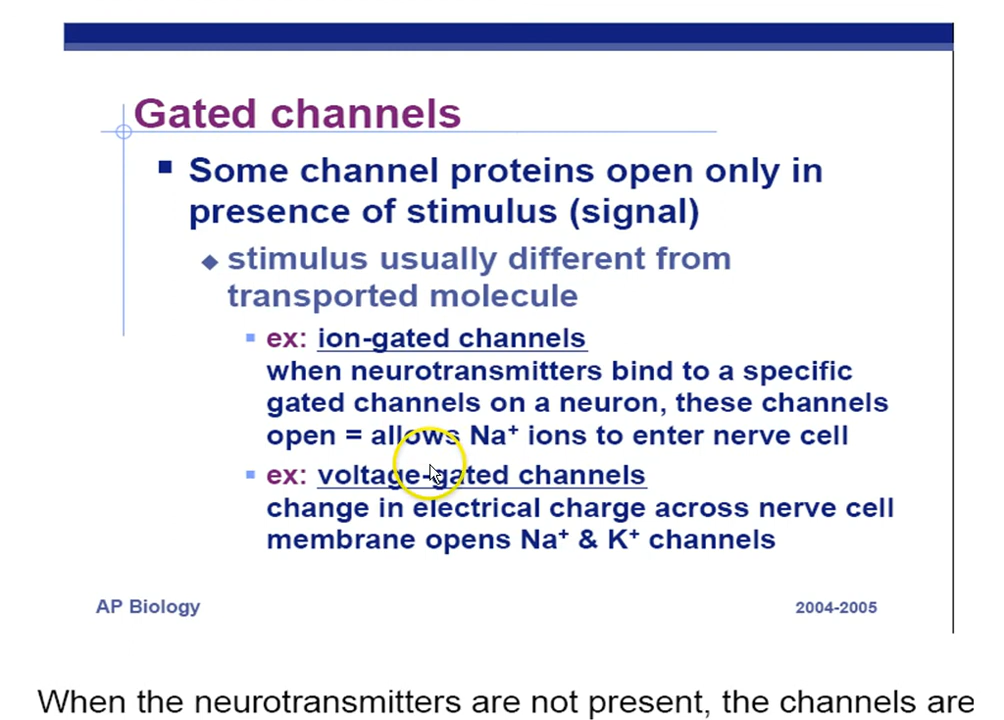 Gated channels
Some channel proteins open only in
presence of stimulus (signal)
stimulus usually different from
transported molecule
ex: ion-gated channels
when neurotransmitters bind to a specific
gated channels on a neuron, these channels
open = allows Na⁺ ions to enter nerve cell
ex: voltage-gated channels
change in electrical charge across nerve cell
membrane opens Na⁺ & K⁺ channels
AP Biology
2004-2005
When the neurotransmitters are not present, the channels are